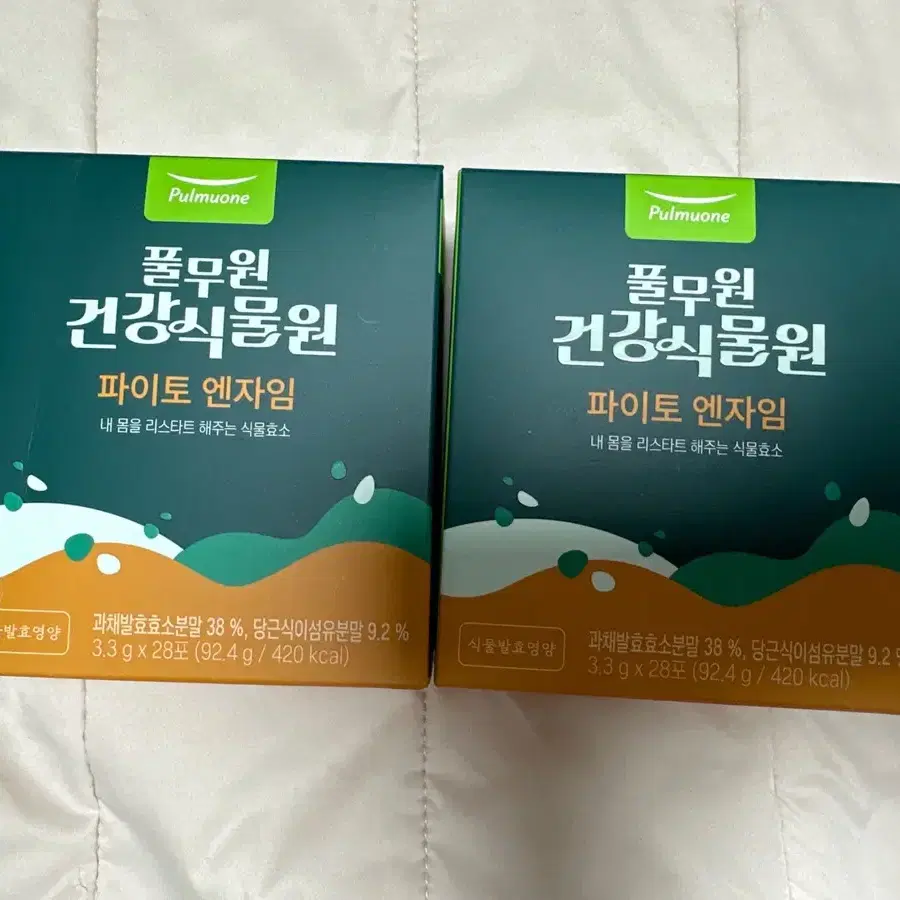 Pulmuone
풀무원
건강식물원
파이토 엔자임
내 몸을 리스타트 해주는 식물효소
발효영양
과채발효효소분말 38 %, 당근식이섬유분말 9.2 %
3.3 g x 28포 (92.4 g / 420 kcal)
Pulmuone
풀무원
건강식물원
파이토 엔자임
내 몸을 리스타트 해주는 식물효소
식물발효영양
과채발효효소분말 38 %, 당근식이섬유분말 9.2
3.3 g x 28포 (92.4 g / 420 kcal)